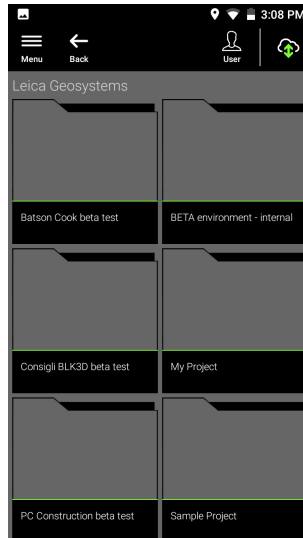 3:08 PM
Menu
Back
User
Leica Geosystems
Batson Cook beta test
BETA environment - internal
Consigli BLK3D beta test
My Project
PC Construction beta test
Sample Project